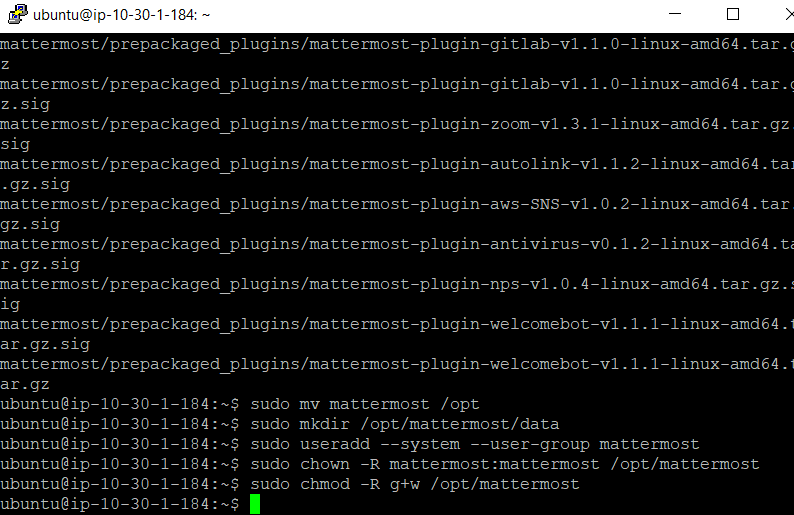 ubuntu@ip-10-30-1-184: ~
mattermost/prepackaged_plugins/mattermost-plugin-gitlab-v1.1.0-linux-amd64.tar.g
z
mattermost/prepackaged_plugins/mattermost-plugin-gitlab-v1.1.0-linux-amd64.tar.g
z.sig
mattermost/prepackaged_plugins/mattermost-plugin-zoom-v1.3.1-linux-amd64.tar.gz.
sig
mattermost/prepackaged_plugins/mattermost-plugin-autolink-v1.1.2-linux-amd64.tar
.gz.sig
mattermost/prepackaged_plugins/mattermost-plugin-aws-SNS-v1.0.2-linux-amd64.tar.
gz.sig
mattermost/prepackaged_plugins/mattermost-plugin-antivirus-v0.1.2-linux-amd64.ta
r.gz.sig
mattermost/prepackaged_plugins/mattermost-plugin-nps-v1.0.4-linux-amd64.tar.gz.s
ig
mattermost/prepackaged_plugins/mattermost-plugin-welcomebot-v1.1.1-linux-amd64.t
ar.gz.sig
mattermost/prepackaged_plugins/mattermost-plugin-welcomebot-v1.1.1-linux-amd64.t
ar.gz
ubuntu@ip-10-30-1-184:~$ sudo mv mattermost /opt
ubuntu@ip-10-30-1-184:~$ sudo mkdir /opt/mattermost/data
ubuntu@ip-10-30-1-184:~$ sudo useradd --system --user-group mattermost
ubuntu@ip-10-30-1-184:~$ sudo chown -R mattermost:mattermost /opt/mattermost
ubuntu@ip-10-30-1-184:~$ sudo chmod -R g+w /opt/mattermost
ubuntu@ip-10-30-1-184:~$